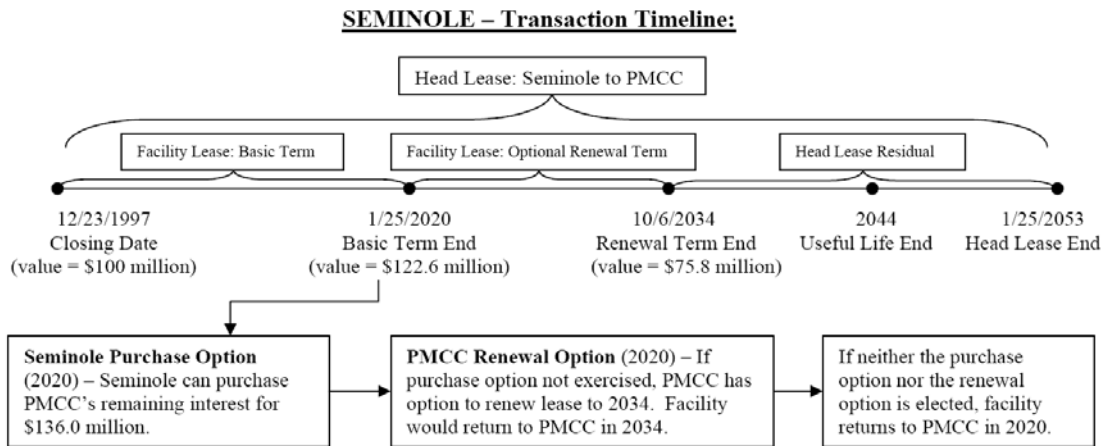 SEMINOLE – Transaction Timeline:
Head Lease: Seminole to PMCC
Facility Lease: Basic Term
Facility Lease: Optional Renewal Term
Head Lease Residual
12/23/1997
Closing Date
(value = $100 million)
1/25/2020
Basic Term End
(value = $122.6 million)
10/6/2034
Renewal Term End
(value = $75.8 million)
2044
Useful Life End
1/25/2053
Head Lease End
Seminole Purchase Option
(2020) – Seminole can purchase
PMCC's remaining interest for
$136.0 million.
PMCC Renewal Option (2020) – If
purchase option not exercised, PMCC has
option to renew lease to 2034.  Facility
would return to PMCC in 2034.
If neither the purchase
option nor the renewal
option is elected, facility
returns to PMCC in 2020.